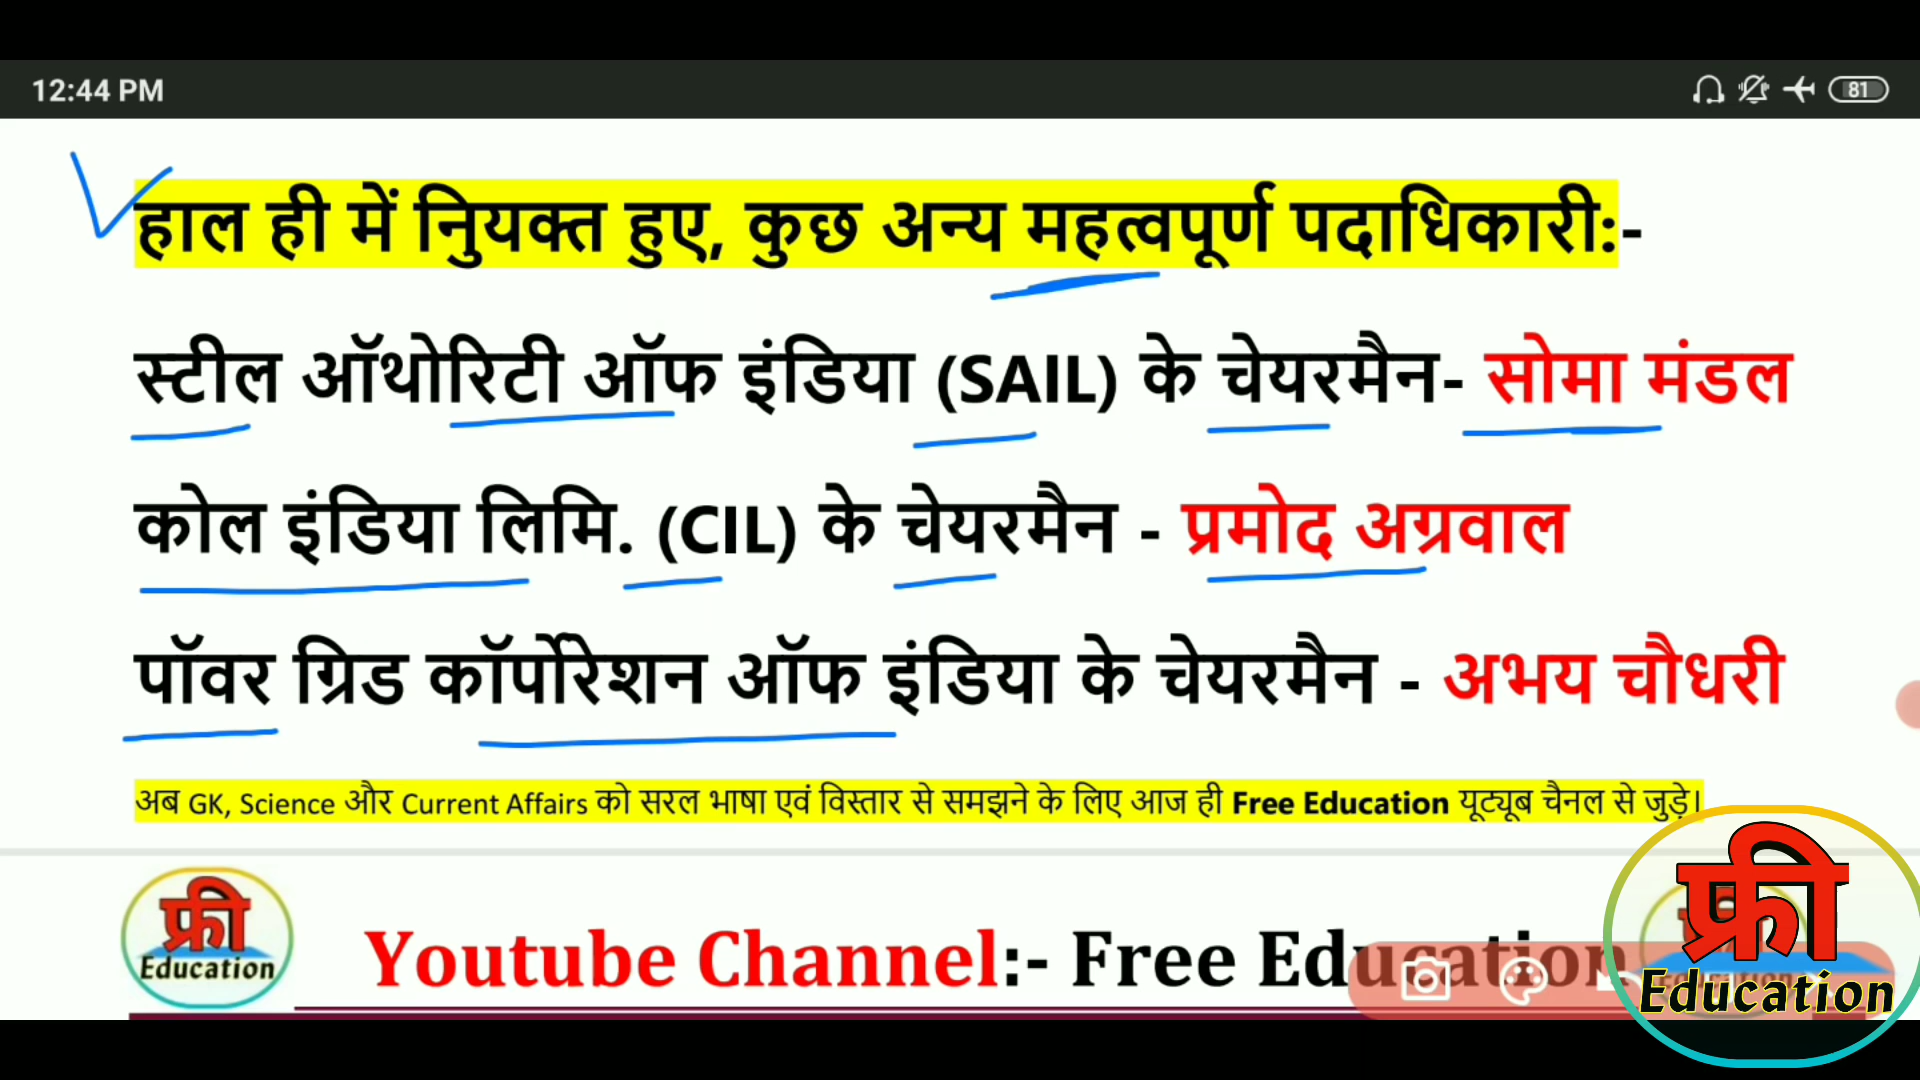 12:44 PM
81
हाल ही में नियुक्त हुए, कुछ अन्य महत्वपूर्ण पदाधिकारी:-
स्टील ऑथोरिटी ऑफ इंडिया (SAIL) के चेयरमैन- सोमा मंडल
कोल इंडिया लिमि. (CIL) के चेयरमैन - प्रमोद अग्रवाल
पॉवर ग्रिड कॉर्पोरेशन ऑफ इंडिया के चेयरमैन - अभय चौधरी
अब GK, Science और Current Affairs को सरल भाषा एवं विस्तार से समझने के लिए आज ही Free Education यूट्यूब चैनल से जुड़े।
फ्री
Education
Youtube Channel:- Free Education
फ्री
Education